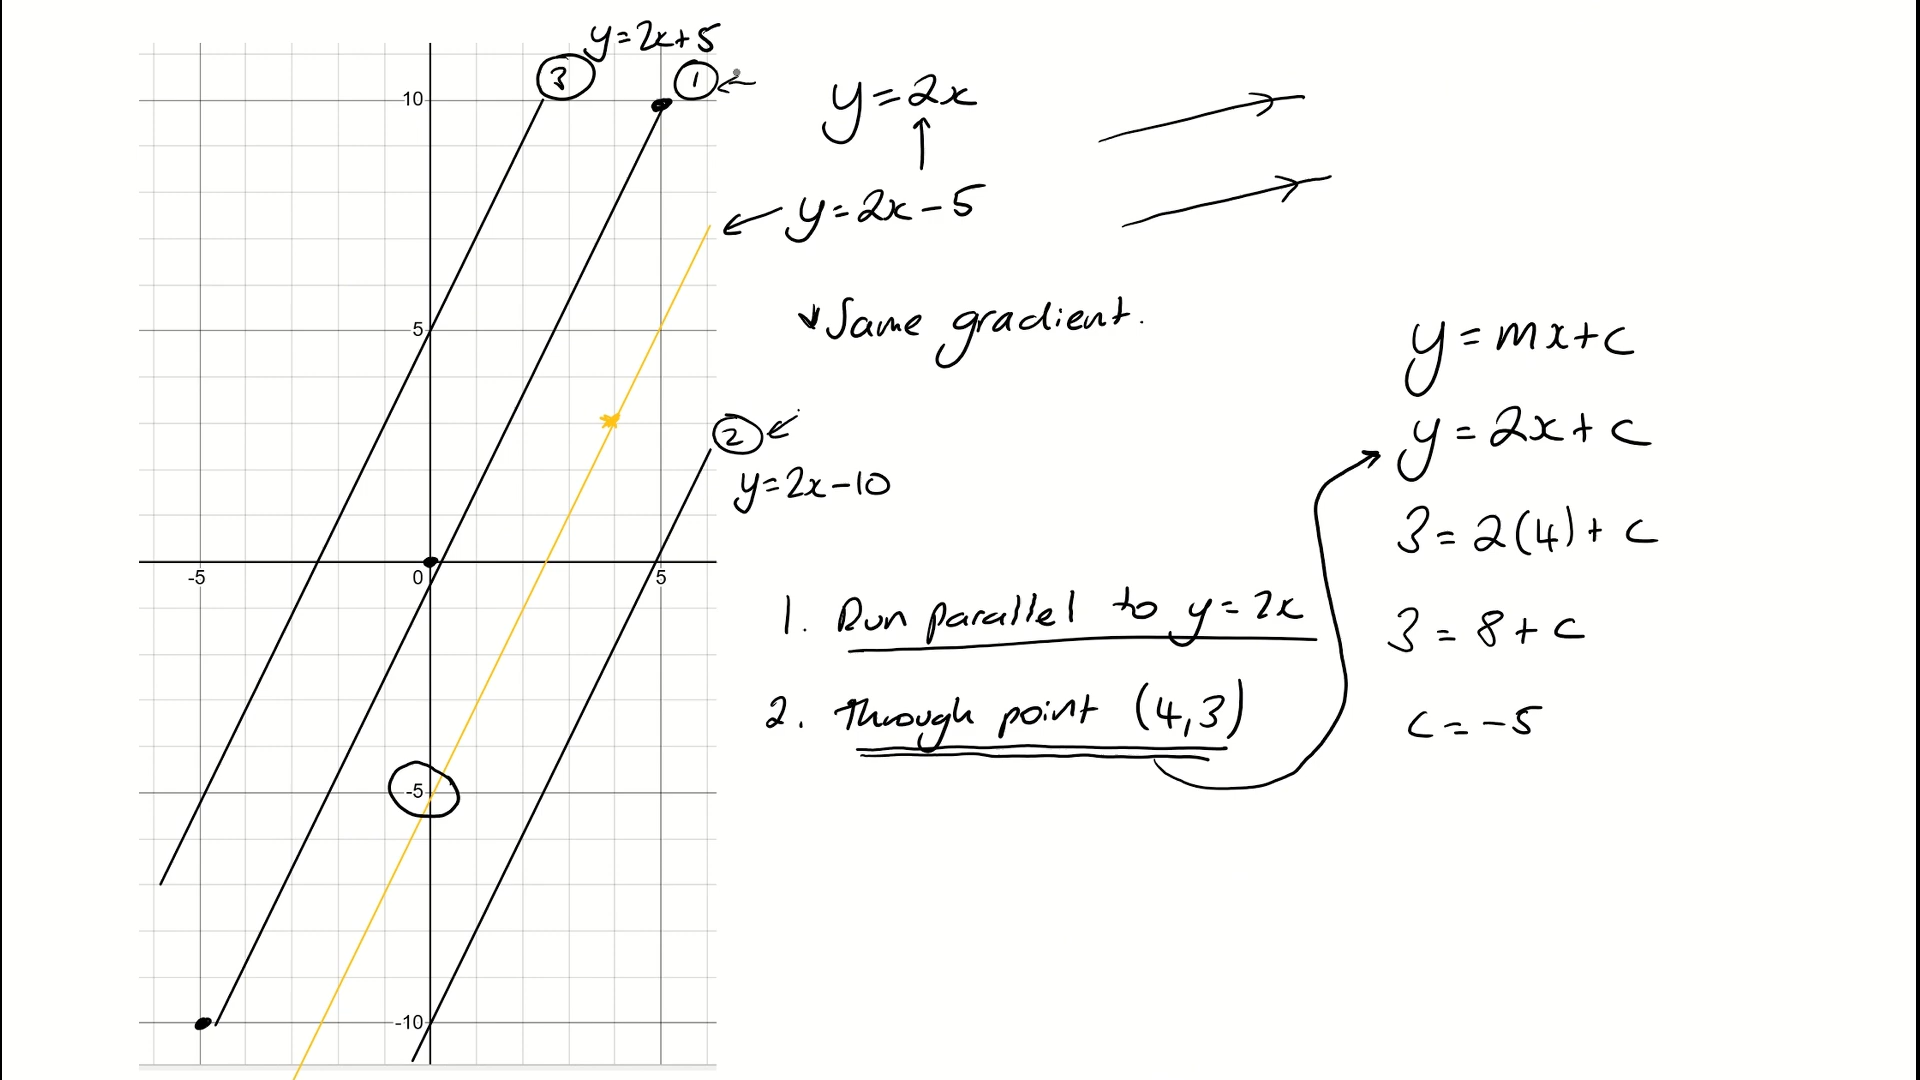 y=2x+5
3
1
y=2x
y=2x-5
Same gradient.
2
y=2x-10
1. Run parallel to y=2x
2. Through point (4,3)
y=mx+c
y=2x+c
3=2(4)+c
3=8+c
c=-5
10
5
-5
0
5
-5
-10